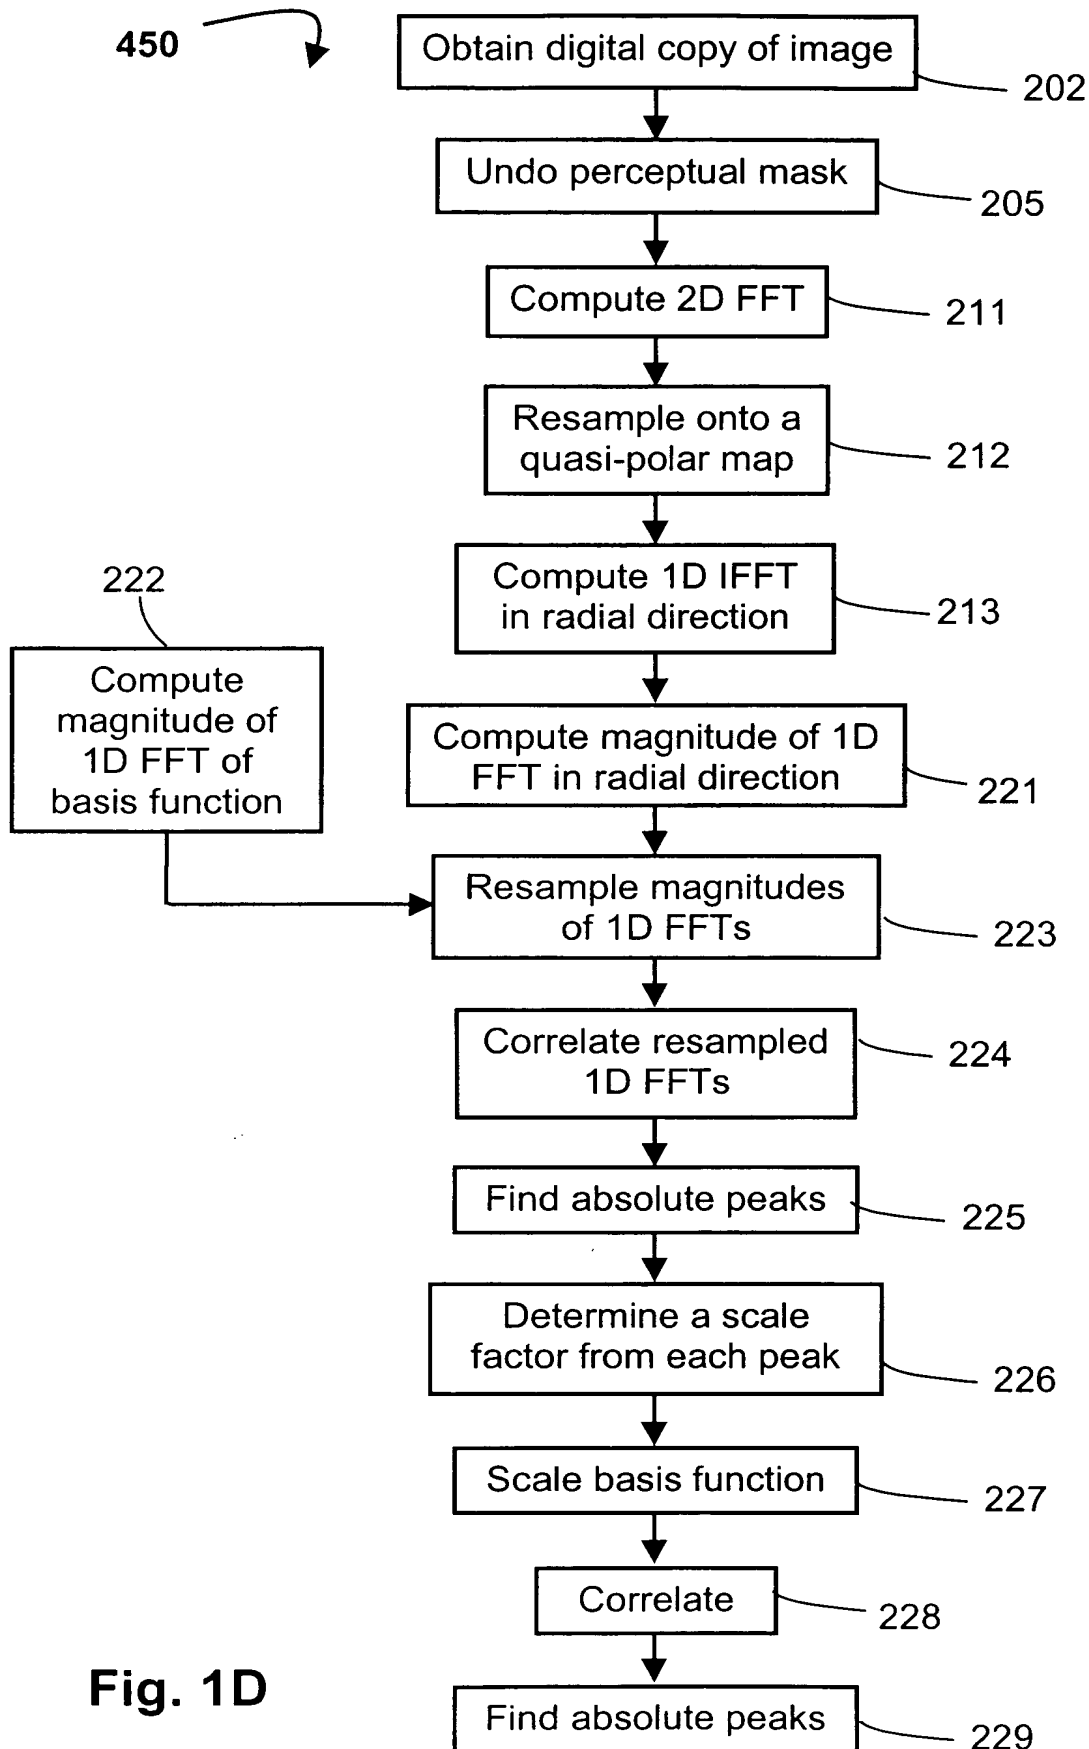 450
Obtain digital copy of image
202
Undo perceptual mask
205
Compute 2D FFT
211
Resample onto a
quasi-polar map
212
Compute 1D IFFT
in radial direction
213
222
Compute
magnitude of
1D FFT of
basis function
Compute magnitude of 1D
FFT in radial direction
221
Resample magnitudes
of 1D FFTs
223
Correlate resampled
1D FFTs
224
Find absolute peaks
225
Determine a scale
factor from each peak
226
Scale basis function
227
Correlate
228
Fig. 1D
Find absolute peaks
229